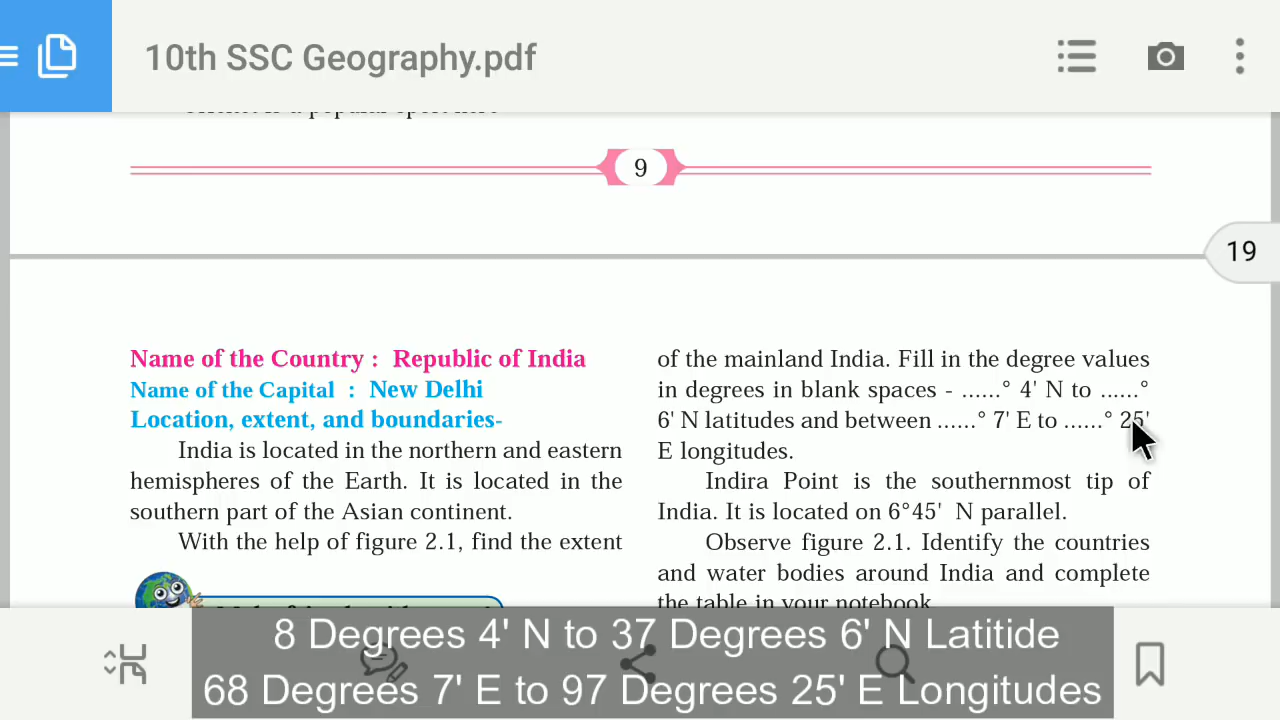 10th SSC Geography.pdf
9
19
Name of the Country : Republic of India
Name of the Capital : New Delhi
Location, extent, and boundaries-
India is located in the northern and eastern
hemispheres of the Earth. It is located in the
southern part of the Asian continent.
With the help of figure 2.1, find the extent
of the mainland India. Fill in the degree values
in degrees in blank spaces - ......° 4' N to ......°
6' N latitudes and between ......° 7' E to ......° 25'
E longitudes.
Indira Point is the southernmost tip of
India. It is located on 6°45' N parallel.
Observe figure 2.1. Identify the countries
and water bodies around India and complete
the table in your notebook
8 Degrees 4' N to 37 Degrees 6' N Latitide
68 Degrees 7' E to 97 Degrees 25' E Longitudes